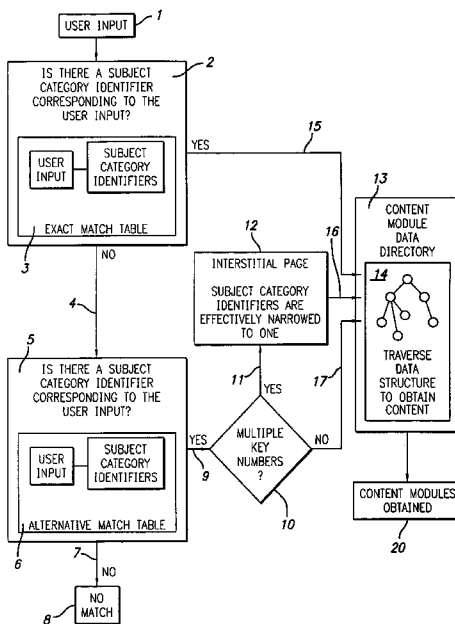 USER INPUT
1
2
IS THERE A SUBJECT
CATEGORY IDENTIFIER
CORRESPONDING TO THE
USER INPUT?
USER
INPUT
SUBJECT
CATEGORY
IDENTIFIERS
EXACT MATCH TABLE
3
YES
15
NO
4
13
CONTENT
MODULE
DATA
DIRECTORY
14
TRAVERSE
DATA
STRUCTURE
TO OBTAIN
CONTENT
12
INTERSTITIAL PAGE
SUBJECT CATEGORY
IDENTIFIERS ARE
EFFECTIVELY NARROWED
TO ONE
16
11
YES
17
5
IS THERE A SUBJECT
CATEGORY IDENTIFIER
CORRESPONDING TO THE
USER INPUT?
USER
INPUT
SUBJECT
CATEGORY
IDENTIFIERS
ALTERNATIVE MATCH TABLE
6
YES
9
MULTIPLE
KEY
NUMBERS
?
NO
10
CONTENT MODULES
OBTAINED
20
7
NO
NO
MATCH
8